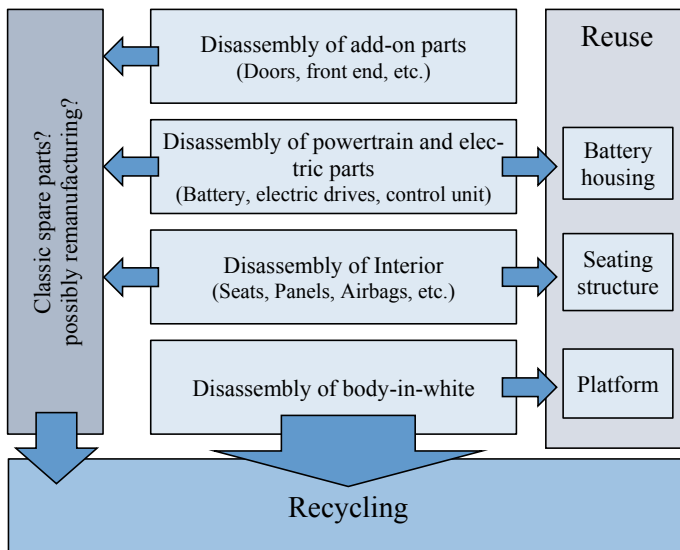 Classic spare parts?
possibly remanufacturing?
Disassembly of add-on parts
(Doors, front end, etc.)
Disassembly of powertrain and elec-
tric parts
(Battery, electric drives, control unit)
Disassembly of Interior
(Seats, Panels, Airbags, etc.)
Disassembly of body-in-white
Reuse
Battery
housing
Seating
structure
Platform
Recycling